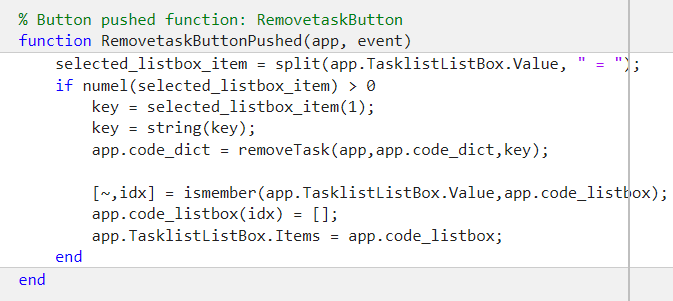 % Button pushed function: RemovetaskButton
function RemovetaskButtonPushed(app, event)
    selected_listbox_item = split(app.TasklistListBox.Value, " = ");
    if numel(selected_listbox_item) > 0
        key = selected_listbox_item(1);
        key = string(key);
        app.code_dict = removeTask(app,app.code_dict,key);

        [~,idx] = ismember(app.TasklistListBox.Value,app.code_listbox);
        app.code_listbox(idx) = [];
        app.TasklistListBox.Items = app.code_listbox;
    end
end